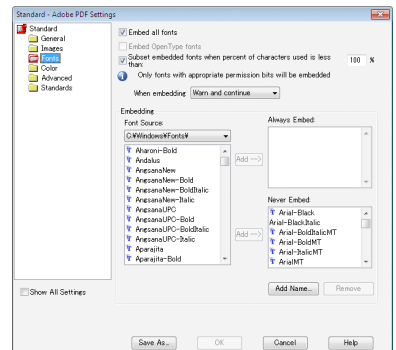 Standard - Adobe PDF Settings
Standard
General
Images
Fonts
Color
Advanced
Standards
Show All Settings
Embed all fonts
Embed OpenType fonts
Subset embedded fonts when percent of characters used is less
than:
100 %
Only fonts with appropriate permission bits will be embedded
When embedding Warn and continue
Embedding
Font Source:
C:¥Windows¥Fonts¥
Aharoni-Bold
Andalus
AngsanaNew
AngsanaNew-Bold
AngsanaNew-BoldItalic
AngsanaNew-Italic
AngsanaUPC
AngsanaUPC-Bold
AngsanaUPC-BoldItalic
AngsanaUPC-Italic
Aparajita
Aparajita-Bold
Add -->
Add -->
Always Embed:
Never Embed:
Arial-Black
Arial-BlackItalic
Arial-BoldItalicMT
Arial-BoldMT
Arial-ItalicMT
ArialMT
Add Name...
Remove
Save As...
OK
Cancel
Help